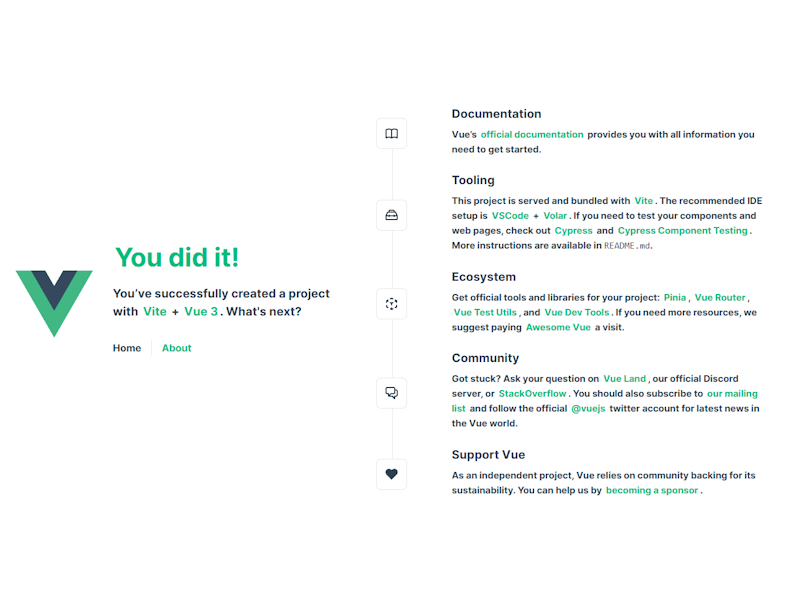 You did it!
You’ve successfully created a project
with Vite + Vue 3. What's next?
Home About
Documentation
Vue’s official documentation provides you with all information you
need to get started.
Tooling
This project is served and bundled with Vite. The recommended IDE
setup is VSCode + Volar. If you need to test your components and
web pages, check out Cypress and Cypress Component Testing.
More instructions are available in README.md.
Ecosystem
Get official tools and libraries for your project: Pinia, Vue Router,
Vue Test Utils, and Vue Dev Tools. If you need more resources, we
suggest paying Awesome Vue a visit.
Community
Got stuck? Ask your question on Vue Land, our official Discord
server, or StackOverflow. You should also subscribe to our mailing
list and follow the official @vuejs twitter account for latest news in
the Vue world.
Support Vue
As an independent project, Vue relies on community backing for its
sustainability. You can help us by becoming a sponsor.